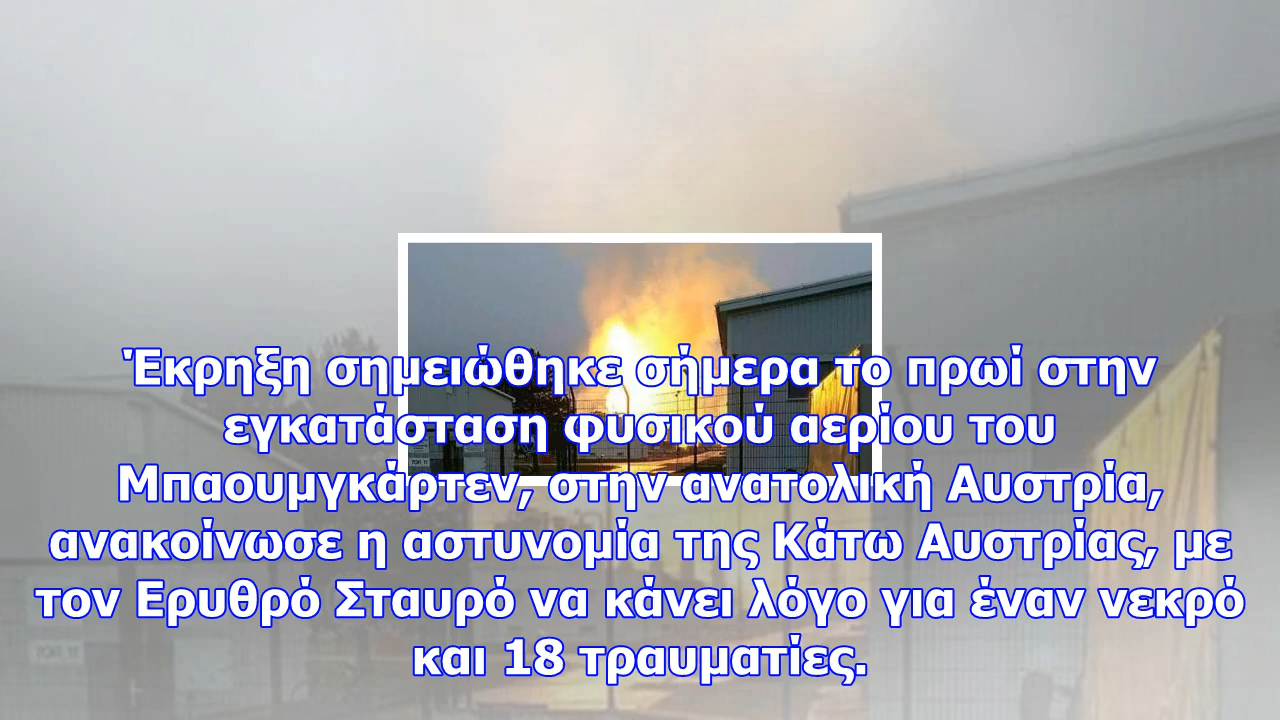 Έκρηξη σημειώθηκε σήμερα το πρωί στην
εγκατάσταση φυσικού αερίου του
Μπαουμγκάρτεν, στην ανατολική Αυστρία,
ανακοίνωσε η αστυνομία της Κάτω Αυστρίας, με
τον Ερυθρό Σταυρό να κάνει λόγο για έναν νεκρό
και 18 τραυματίες.